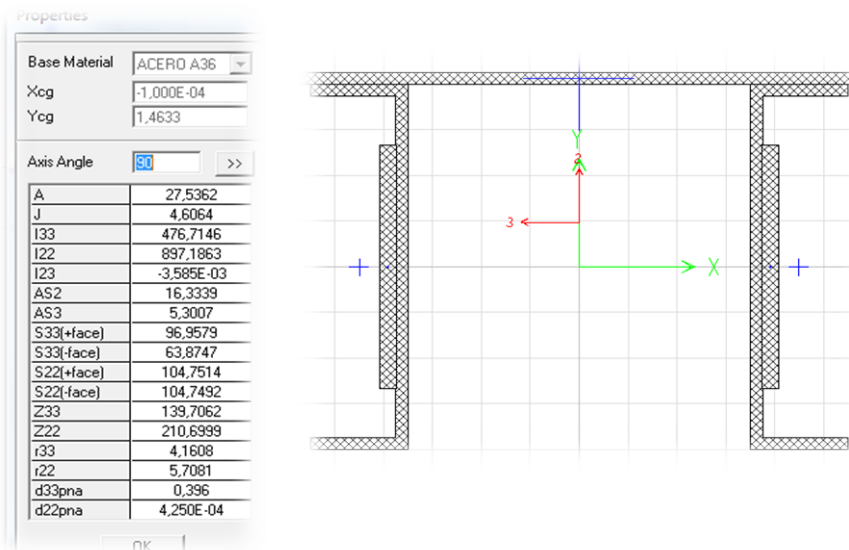 Properties
Base Material ACERO A36
Xcg -1,000E-04
Ycg 1,4633
Axis Angle 90 >>
A 27,5362
J 4,6064
I33 476,7146
I22 897,1863
I23 -3,585E-03
AS2 16,3339
AS3 5,3007
S33(+face) 96,9579
S33(-face) 63,8747
S22(+face) 104,7514
S22(-face) 104,7492
Z33 139,7062
Z22 210,6999
r33 4,1608
r22 5,7081
d33pna 0,396
d22pna 4,250E-04
OK
Y
2
3
X